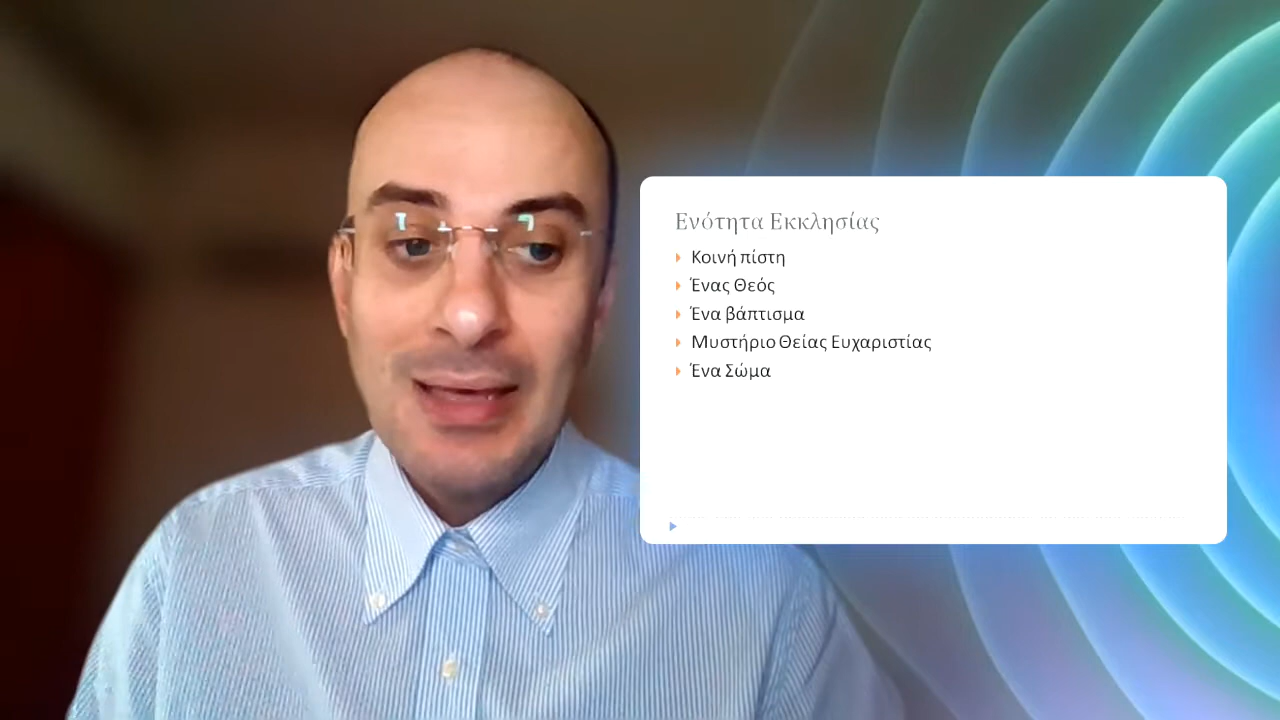 Ενότητα Εκκλησίας
Κοινή πίστη
Ένας Θεός
Ένα βάπτισμα
Μυστήριο Θείας Ευχαριστίας
Ένα Σώμα